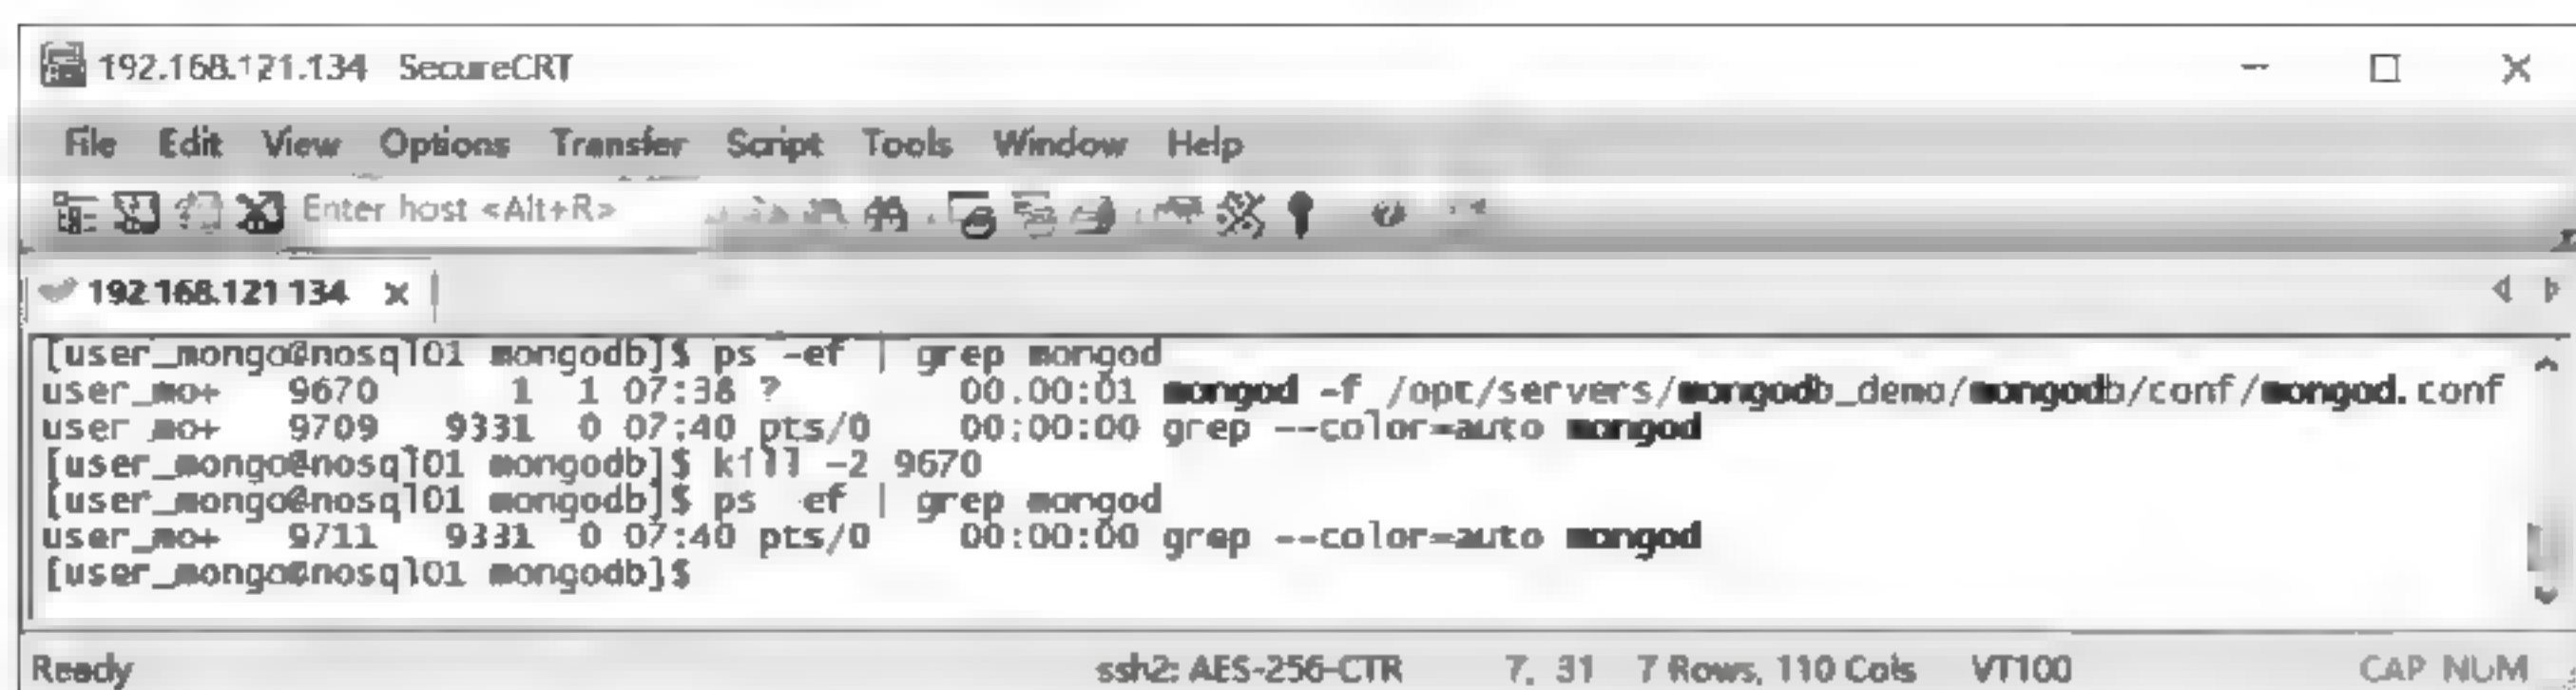 192.168.121.134 SecureCRT
File Edit View Options Transfer Script Tools Window Help
Enter host <Alt+R>
192.168.121.134
[user_mongo@nosql01 mongodb]$ ps -ef | grep mongod
user_mo+ 9670 1 1 07:38 ? 00:00:01 mongod -f /opt/servers/mongodb_demo/mongodb/conf/mongod.conf
user_mo+ 9709 9331 0 07:40 pts/0 00:00:00 grep --color=auto mongod
[user_mongo@nosql01 mongodb]$ kill -2 9670
[user_mongo@nosql01 mongodb]$ ps -ef | grep mongod
user_mo+ 9711 9331 0 07:40 pts/0 00:00:00 grep --color=auto mongod
[user_mongo@nosql01 mongodb]$
Ready ssh2: AES-256-CTR 7, 31 7 Rows, 110 Cols VT100 CAP NUM